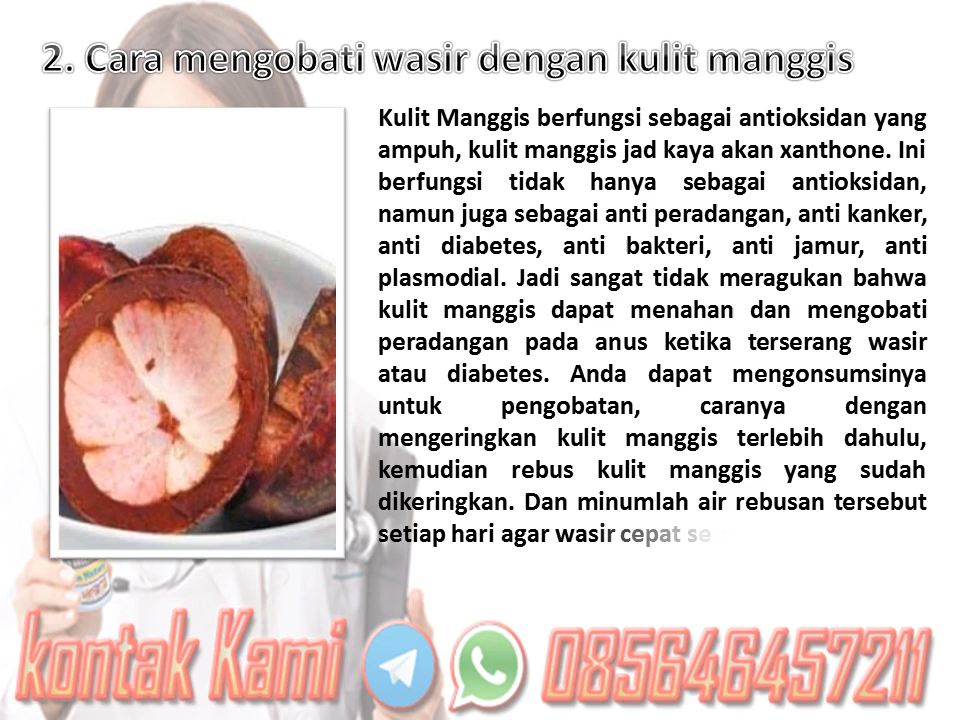 2. Cara mengobati wasir dengan kulit manggis
Kulit Manggis berfungsi sebagai antioksidan yang
ampuh, kulit manggis jad kaya akan xanthone. Ini
berfungsi tidak hanya sebagai antioksidan,
namun juga sebagai anti peradangan, anti kanker,
anti diabetes, anti bakteri, anti jamur, anti
plasmodial. Jadi sangat tidak meragukan bahwa
kulit manggis dapat menahan dan mengobati
peradangan pada anus ketika terserang wasir
atau diabetes. Anda dapat mengonsumsinya
untuk pengobatan, caranya dengan
mengeringkan kulit manggis terlebih dahulu,
kemudian rebus kulit manggis yang sudah
dikeringkan. Dan minumlah air rebusan tersebut
setiap hari agar wasir cepat
kontak Kami 085646457211